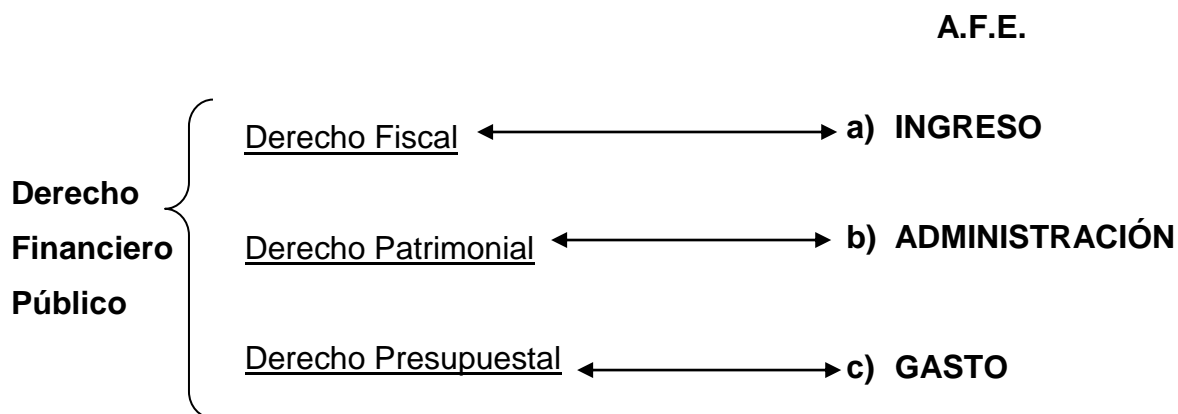 A.F.E.
Derecho Fiscal
a) INGRESO
Derecho
Financiero
Público
Derecho Patrimonial
b) ADMINISTRACIÓN
Derecho Presupuestal
c) GASTO